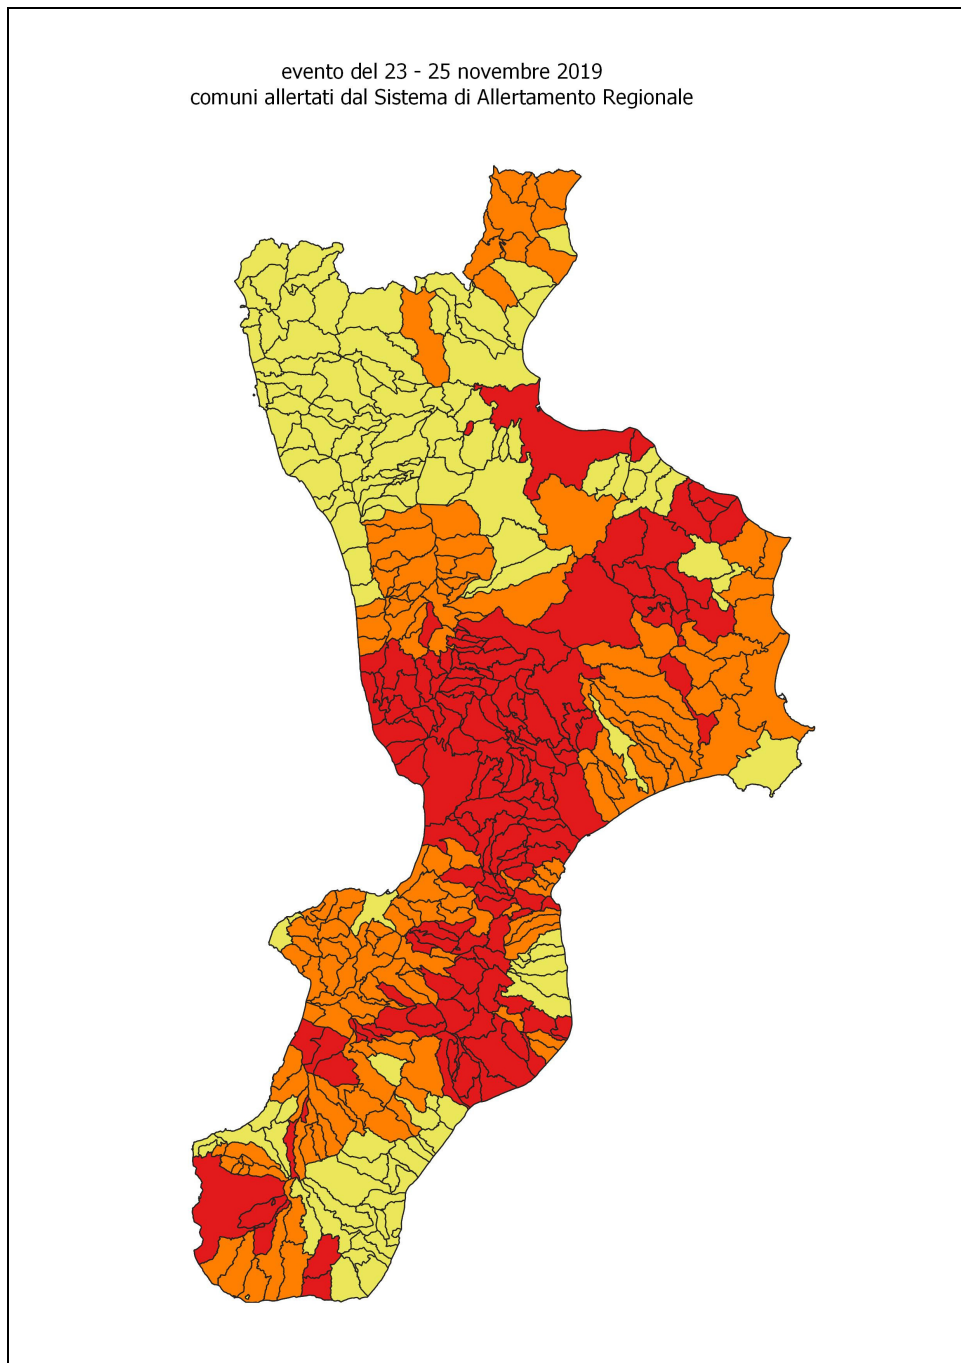 evento del 23 - 25 novembre 2019
comuni allertati dal Sistema di Allertamento Regionale